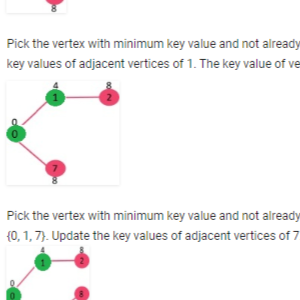 8
Pick the vertex with minimum key value and not already
key values of adjacent vertices of 1. The key value of ve
4 8
1 2
0
0
7
8
Pick the vertex with minimum key value and not already
{0, 1, 7}. Update the key values of adjacent vertices of 7
4 8
1 2
0
0 8